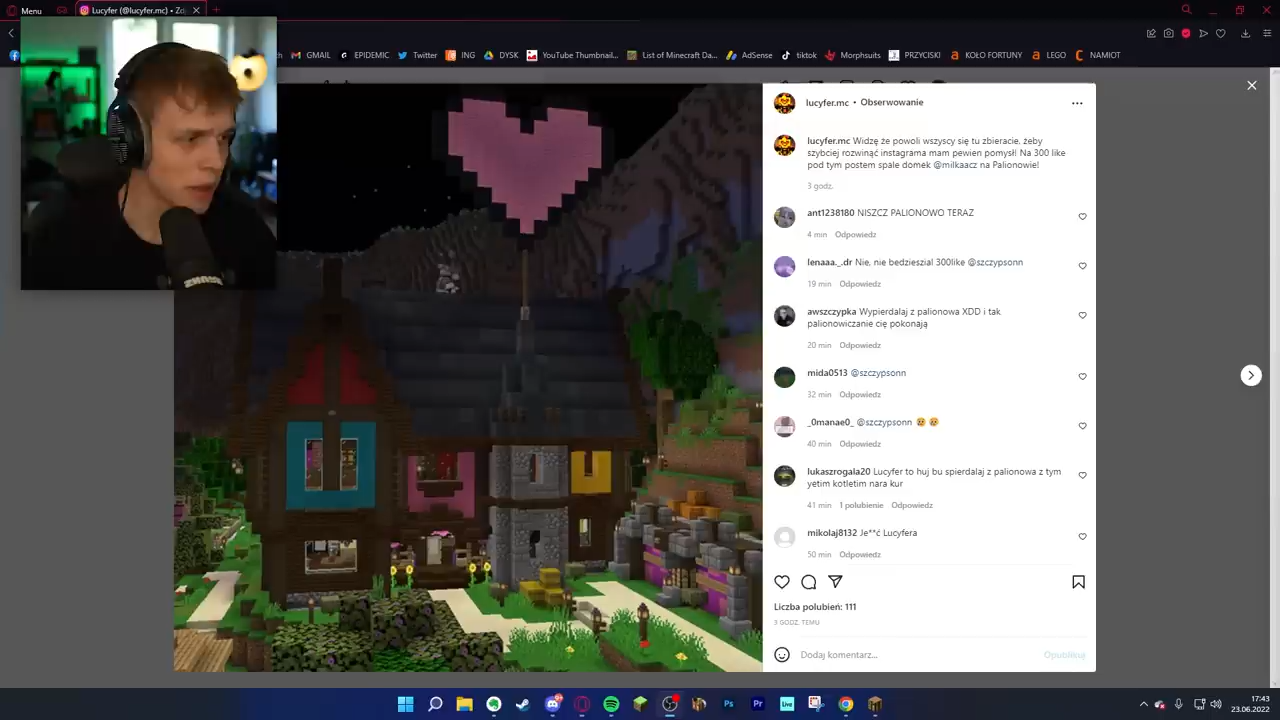 Menu
Lucyfer (@lucyfer.mc) • Zdj
GMAIL
EPIDEMIC
Twitter
ING
DYSK
YouTube Thumbnail...
List of Minecraft Da...
AdSense
tiktok
Morphsuits
PRZYCISKI
KOŁO FORTUNY
LEGO
NAMIOT
lucyfer.mc • Obserwowanie
lucyfer.mc Widzę że powoli wszyscy się tu zbieracie, żeby
szybciej rozwinąć instagrama mam pewien pomysł! Na 300 like
pod tym postem spale domek @milkaacz na Palionowie!
3 godz.
ant1238180 NISZCZ PALIONOWO TERAZ
4 min Odpowiedz
lenaaa._.dr Nie, nie bedzieszial 300like @szczypsonn
19 min Odpowiedz
awszczypka Wypierdalaj z palionowa XDD i tak
palionowiczanie cię pokonają
20 min Odpowiedz
mida0513 @szczypsonn
32 min Odpowiedz
_0manae0_ @szczypsonn 😢 😢
40 min Odpowiedz
lukaszrogala20 Lucyfer to huj bu spierdalaj z palionowa z tym
yetim kotletim nara kur
41 min 1 polubienie Odpowiedz
mikolaj8132 Je**ć Lucyfera
50 min Odpowiedz
Liczba polubień: 111
3 GODZ. TEMU
Dodaj komentarz...
Opublikuj
17:43
23.06.2022